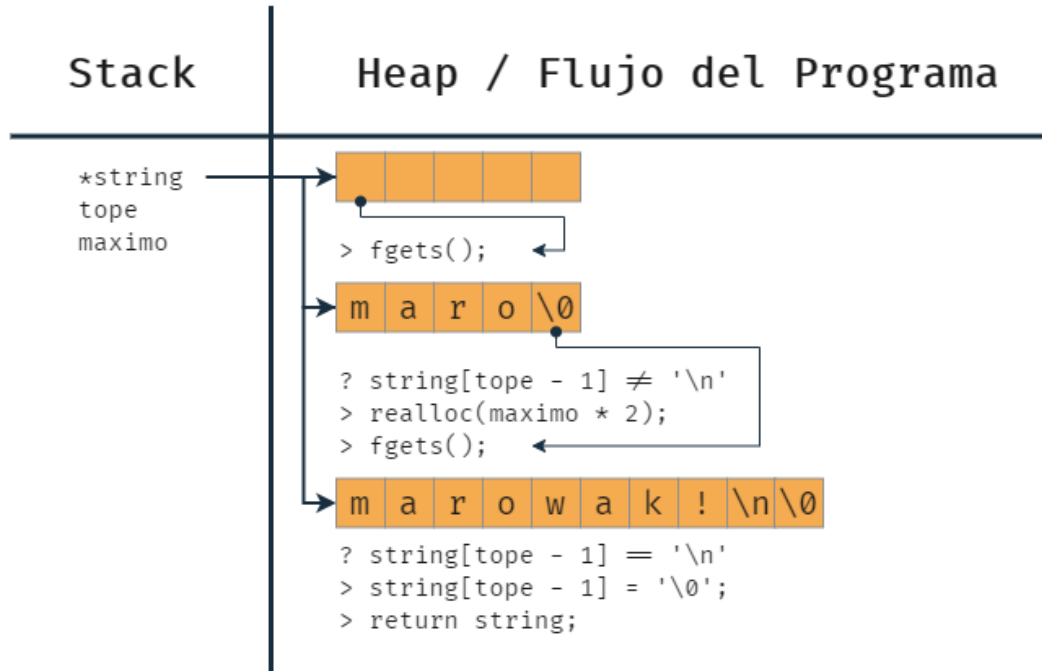 Stack
Heap / Flujo del Programa
*string
tope
maximo
> fgets();
m a r o \0
? string[tope - 1] ≠ '\n'
> realloc(maximo * 2);
> fgets();
m a r o w a k ! \n \0
? string[tope - 1] == '\n'
> string[tope - 1] = '\0';
> return string;